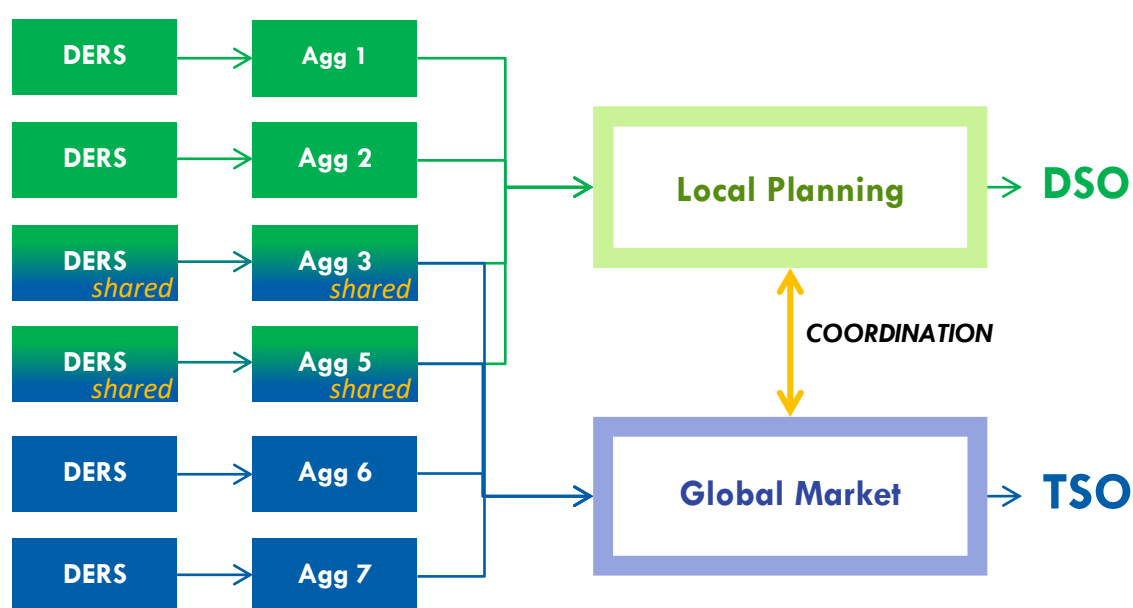 DERS
Agg 1
DERS
Agg 2
Local Planning
DSO
DERS
shared
Agg 3
shared
COORDINATION
DERS
shared
Agg 5
shared
DERS
Agg 6
Global Market
TSO
DERS
Agg 7